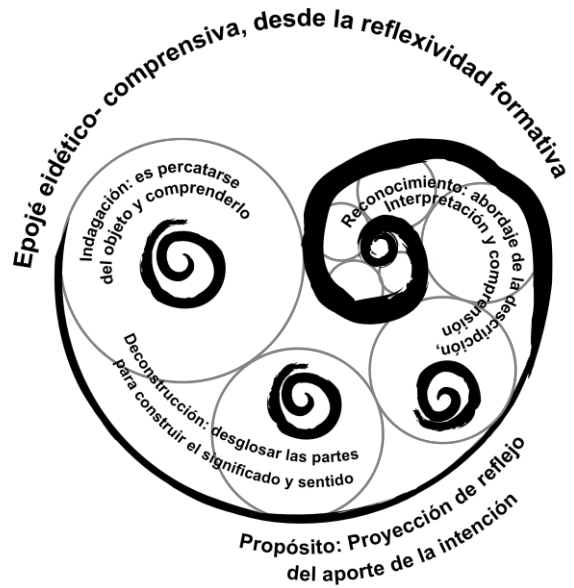 Epojé eidético- comprensiva, desde la reflexividad formativa
Indagación: es percatarse
del objeto y comprenderlo
Reconocimiento: abordaje de la descripción,
Interpretación y comprensión
Deconstrucción: desglosar las partes
para construir el significado y sentido
Propósito: Proyección de reflejo
del aporte de la intención